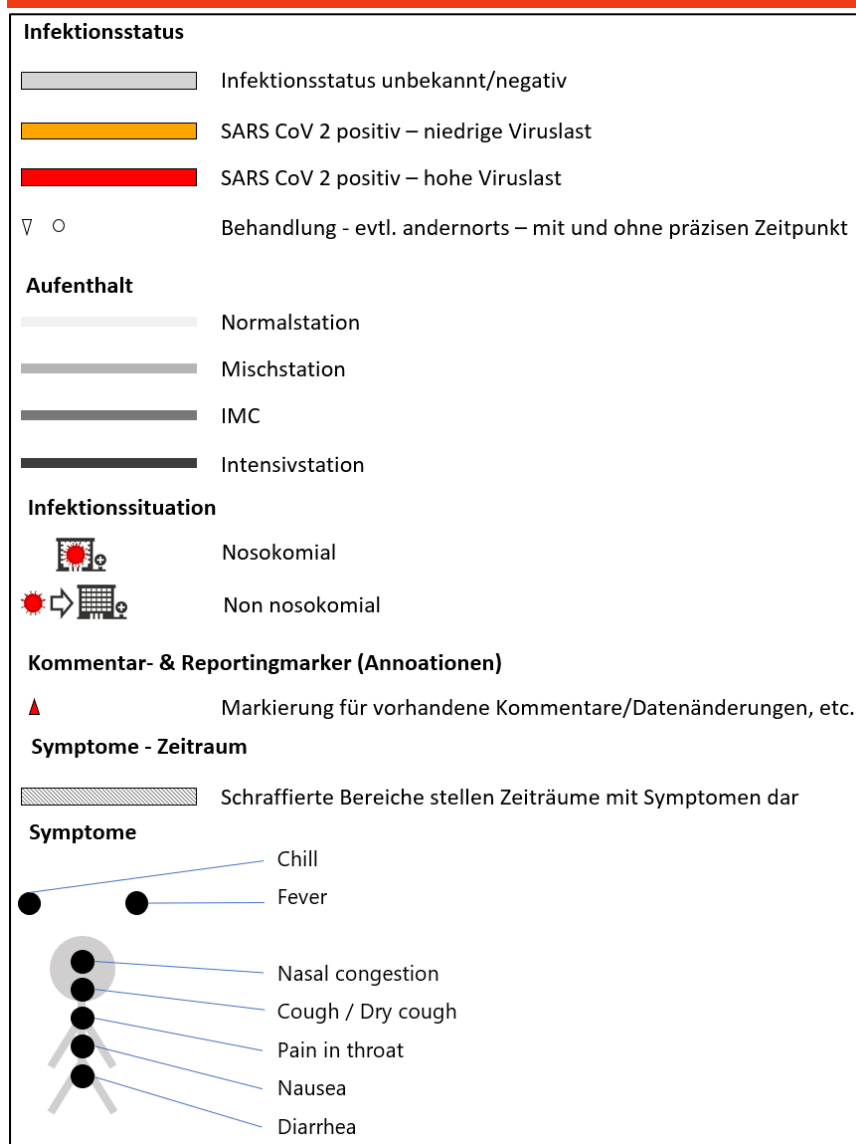 Infektionsstatus
Infektionsstatus unbekannt/negativ
SARS CoV 2 positiv – niedrige Viruslast
SARS CoV 2 positiv – hohe Viruslast
Behandlung - evtl. andernorts – mit und ohne präzisen Zeitpunkt
Aufenthalt
Normalstation
Mischstation
IMC
Intensivstation
Infektionssituation
Nosokomial
Non nosokomial
Kommentar- & Reportingmarker (Annoationen)
Markierung für vorhandene Kommentare/Datenänderungen, etc.
Symptome - Zeitraum
Schraffierte Bereiche stellen Zeiträume mit Symptomen dar
Symptome
Chill
Fever
Nasal congestion
Cough / Dry cough
Pain in throat
Nausea
Diarrhea